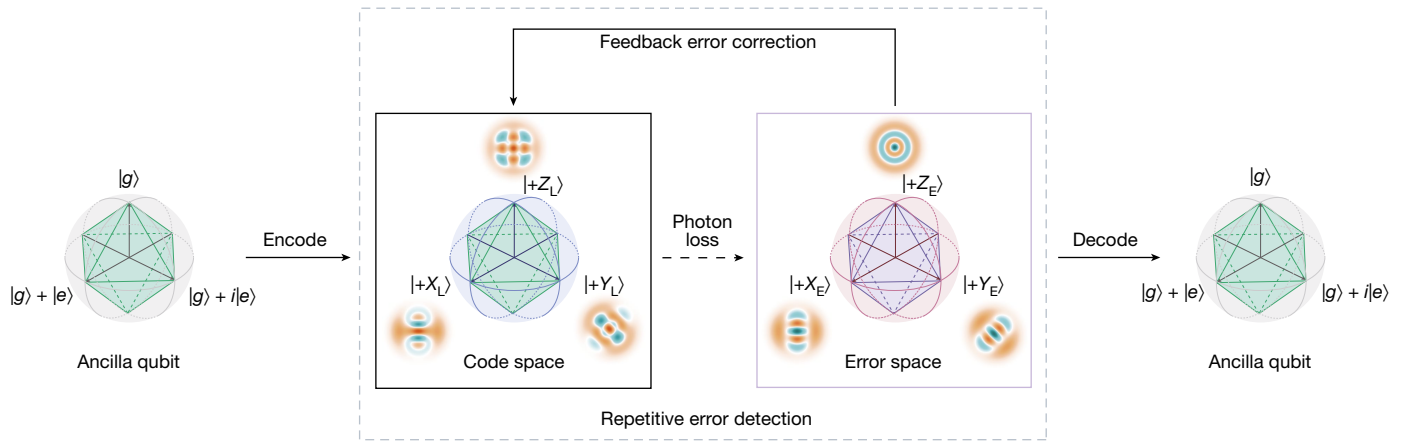 Feedback error correction
|g⟩
|g⟩ + |e⟩
|g⟩ + i|e⟩
Ancilla qubit
Encode
|+Z_L⟩
|+X_L⟩
|+Y_L⟩
Code space
Photon
loss
|+Z_E⟩
|+X_E⟩
|+Y_E⟩
Error space
Decode
|g⟩
|g⟩ + |e⟩
|g⟩ + i|e⟩
Ancilla qubit
Repetitive error detection